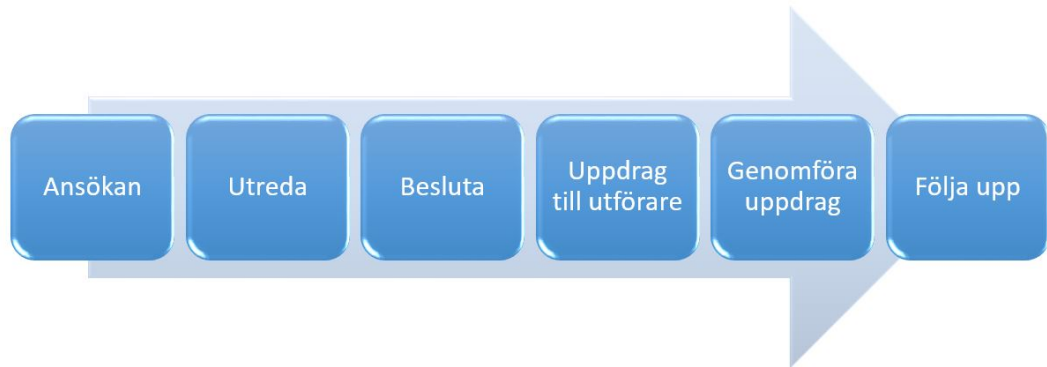 Ansökan
Utreda
Besluta
Uppdrag
till utförare
Genomföra
uppdrag
Följa upp